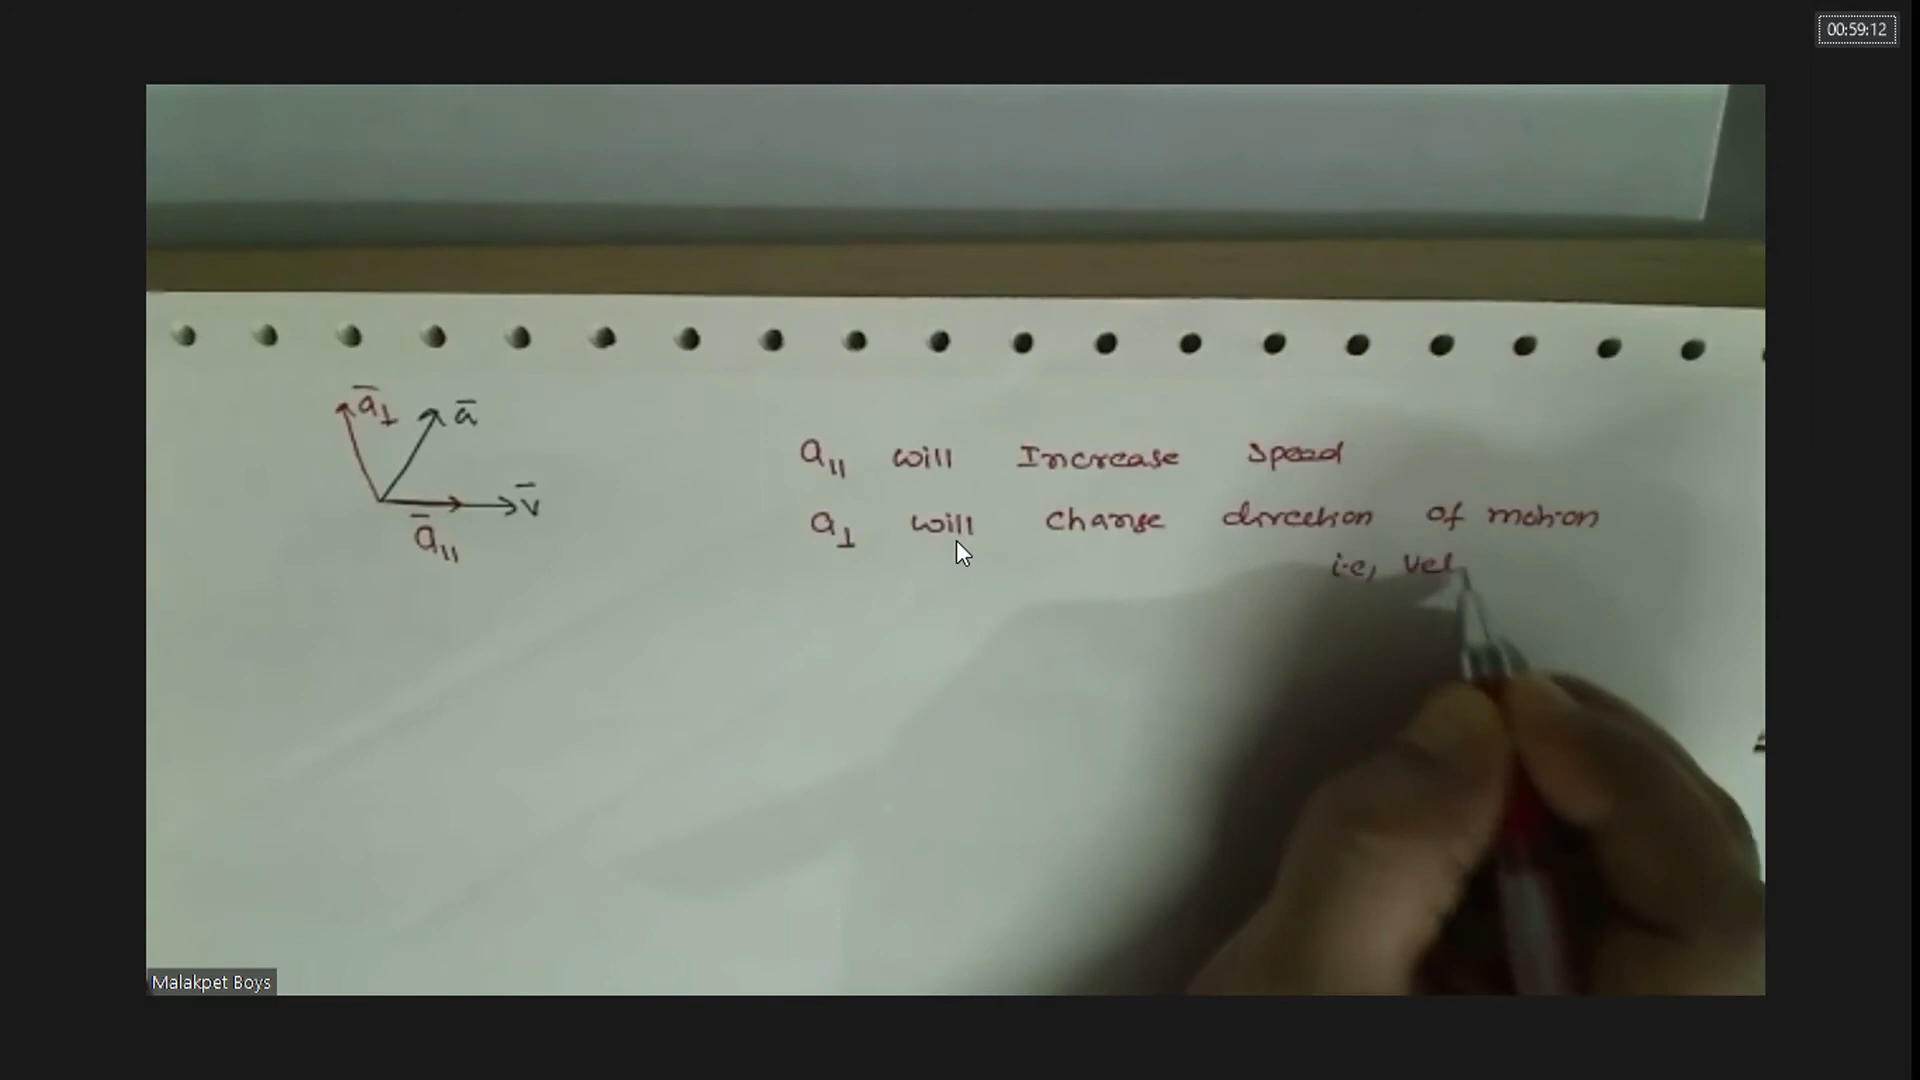 00:59:12
a̅⊥ a̅
v̅
a̅॥
a॥ will Increase speed
a⊥ will change direction of motion
i.e, vel
Malakpet Boys